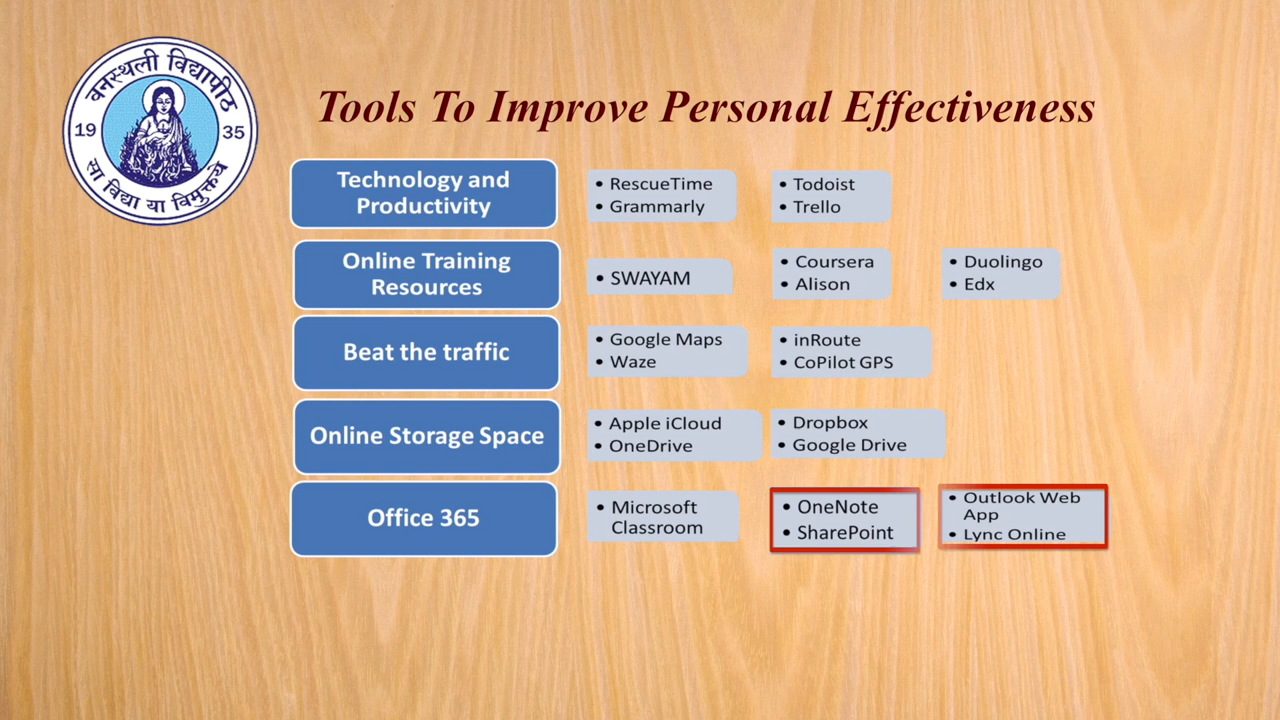 वनस्थली विद्यापीठ
19 35
सा विद्या या विमुक्तये
Tools To Improve Personal Effectiveness
Technology and
Productivity
• RescueTime
• Grammarly
• Todoist
• Trello
Online Training
Resources
• SWAYAM
• Coursera
• Alison
• Duolingo
• Edx
Beat the traffic
• Google Maps
• Waze
• inRoute
• CoPilot GPS
Online Storage Space
• Apple iCloud
• OneDrive
• Dropbox
• Google Drive
Office 365
• Microsoft
Classroom
• OneNote
• SharePoint
• Outlook Web
App
• Lync Online